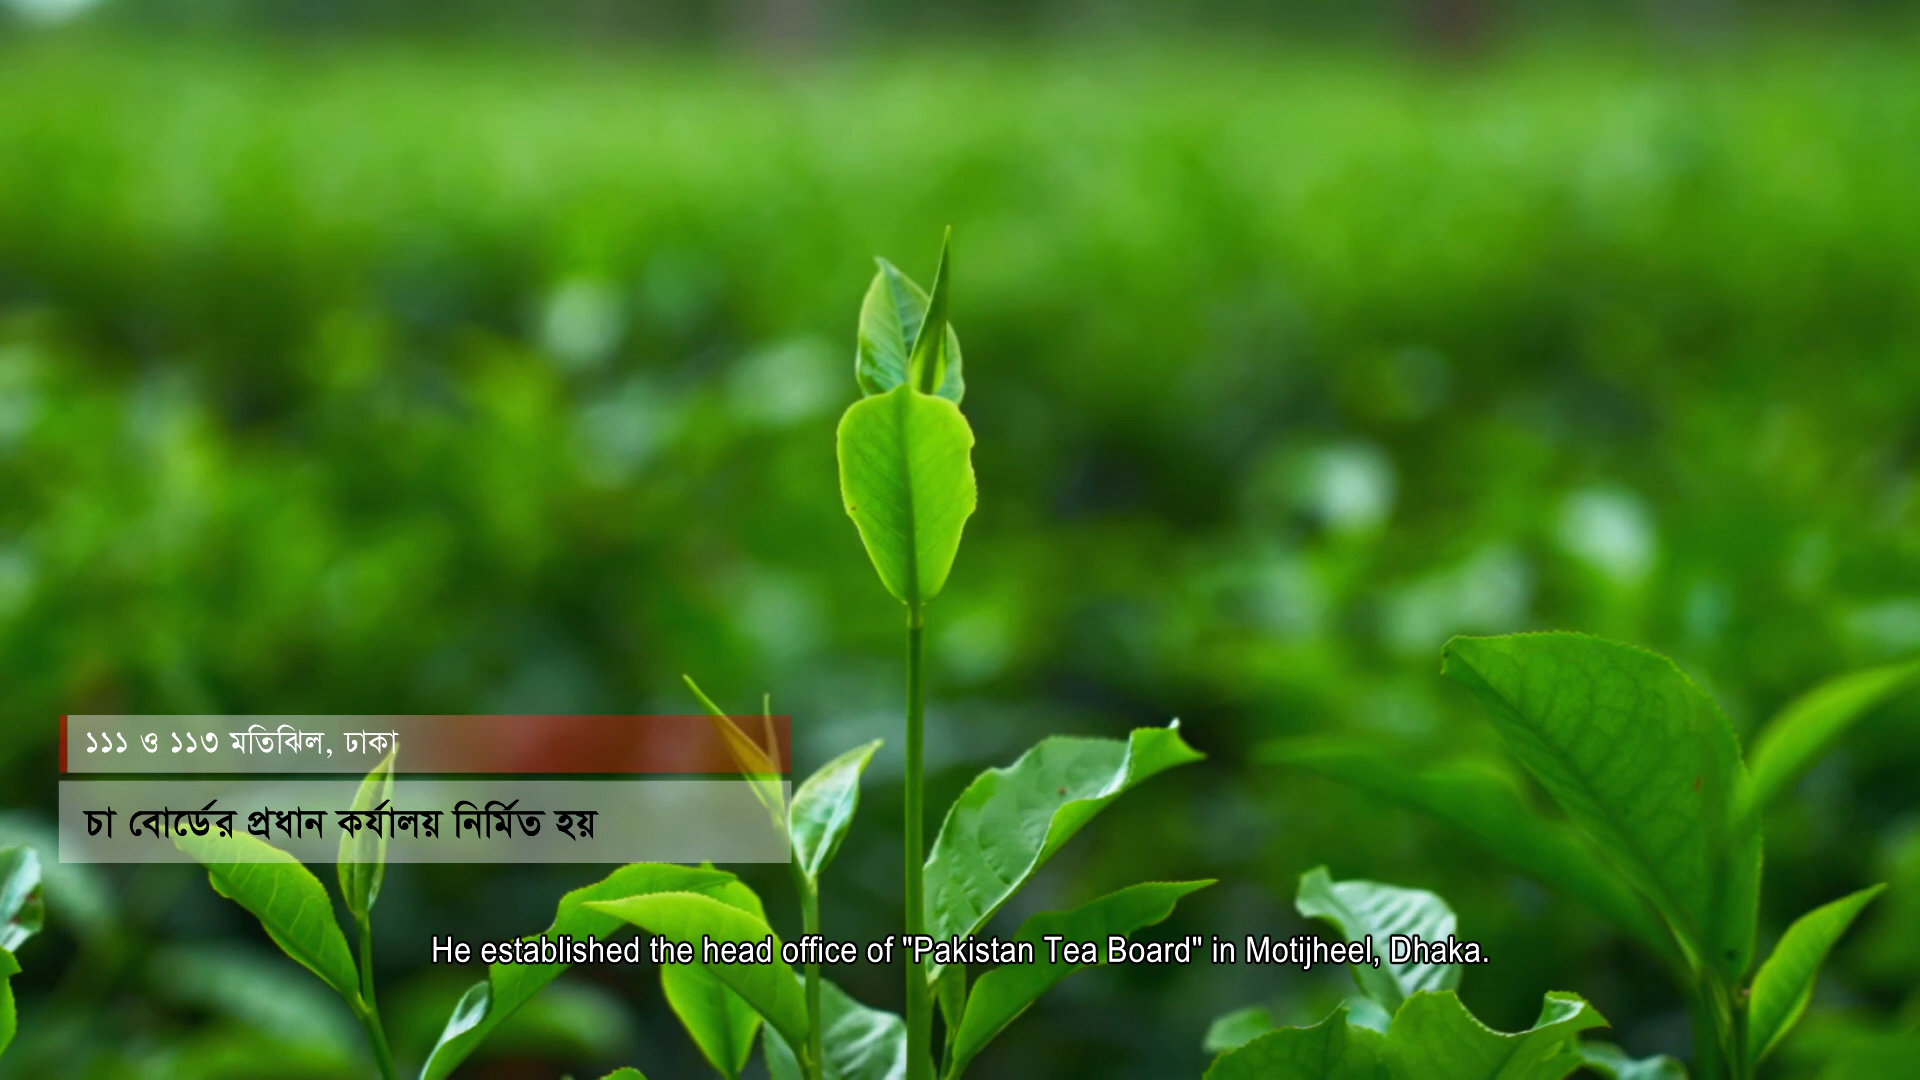 ১১১ ও ১১৩ মতিঝিল, ঢাকা
চা বোর্ডের প্রধান কর্যালয় নির্মিত হয়
He established the head office of "Pakistan Tea Board" in Motijheel, Dhaka.